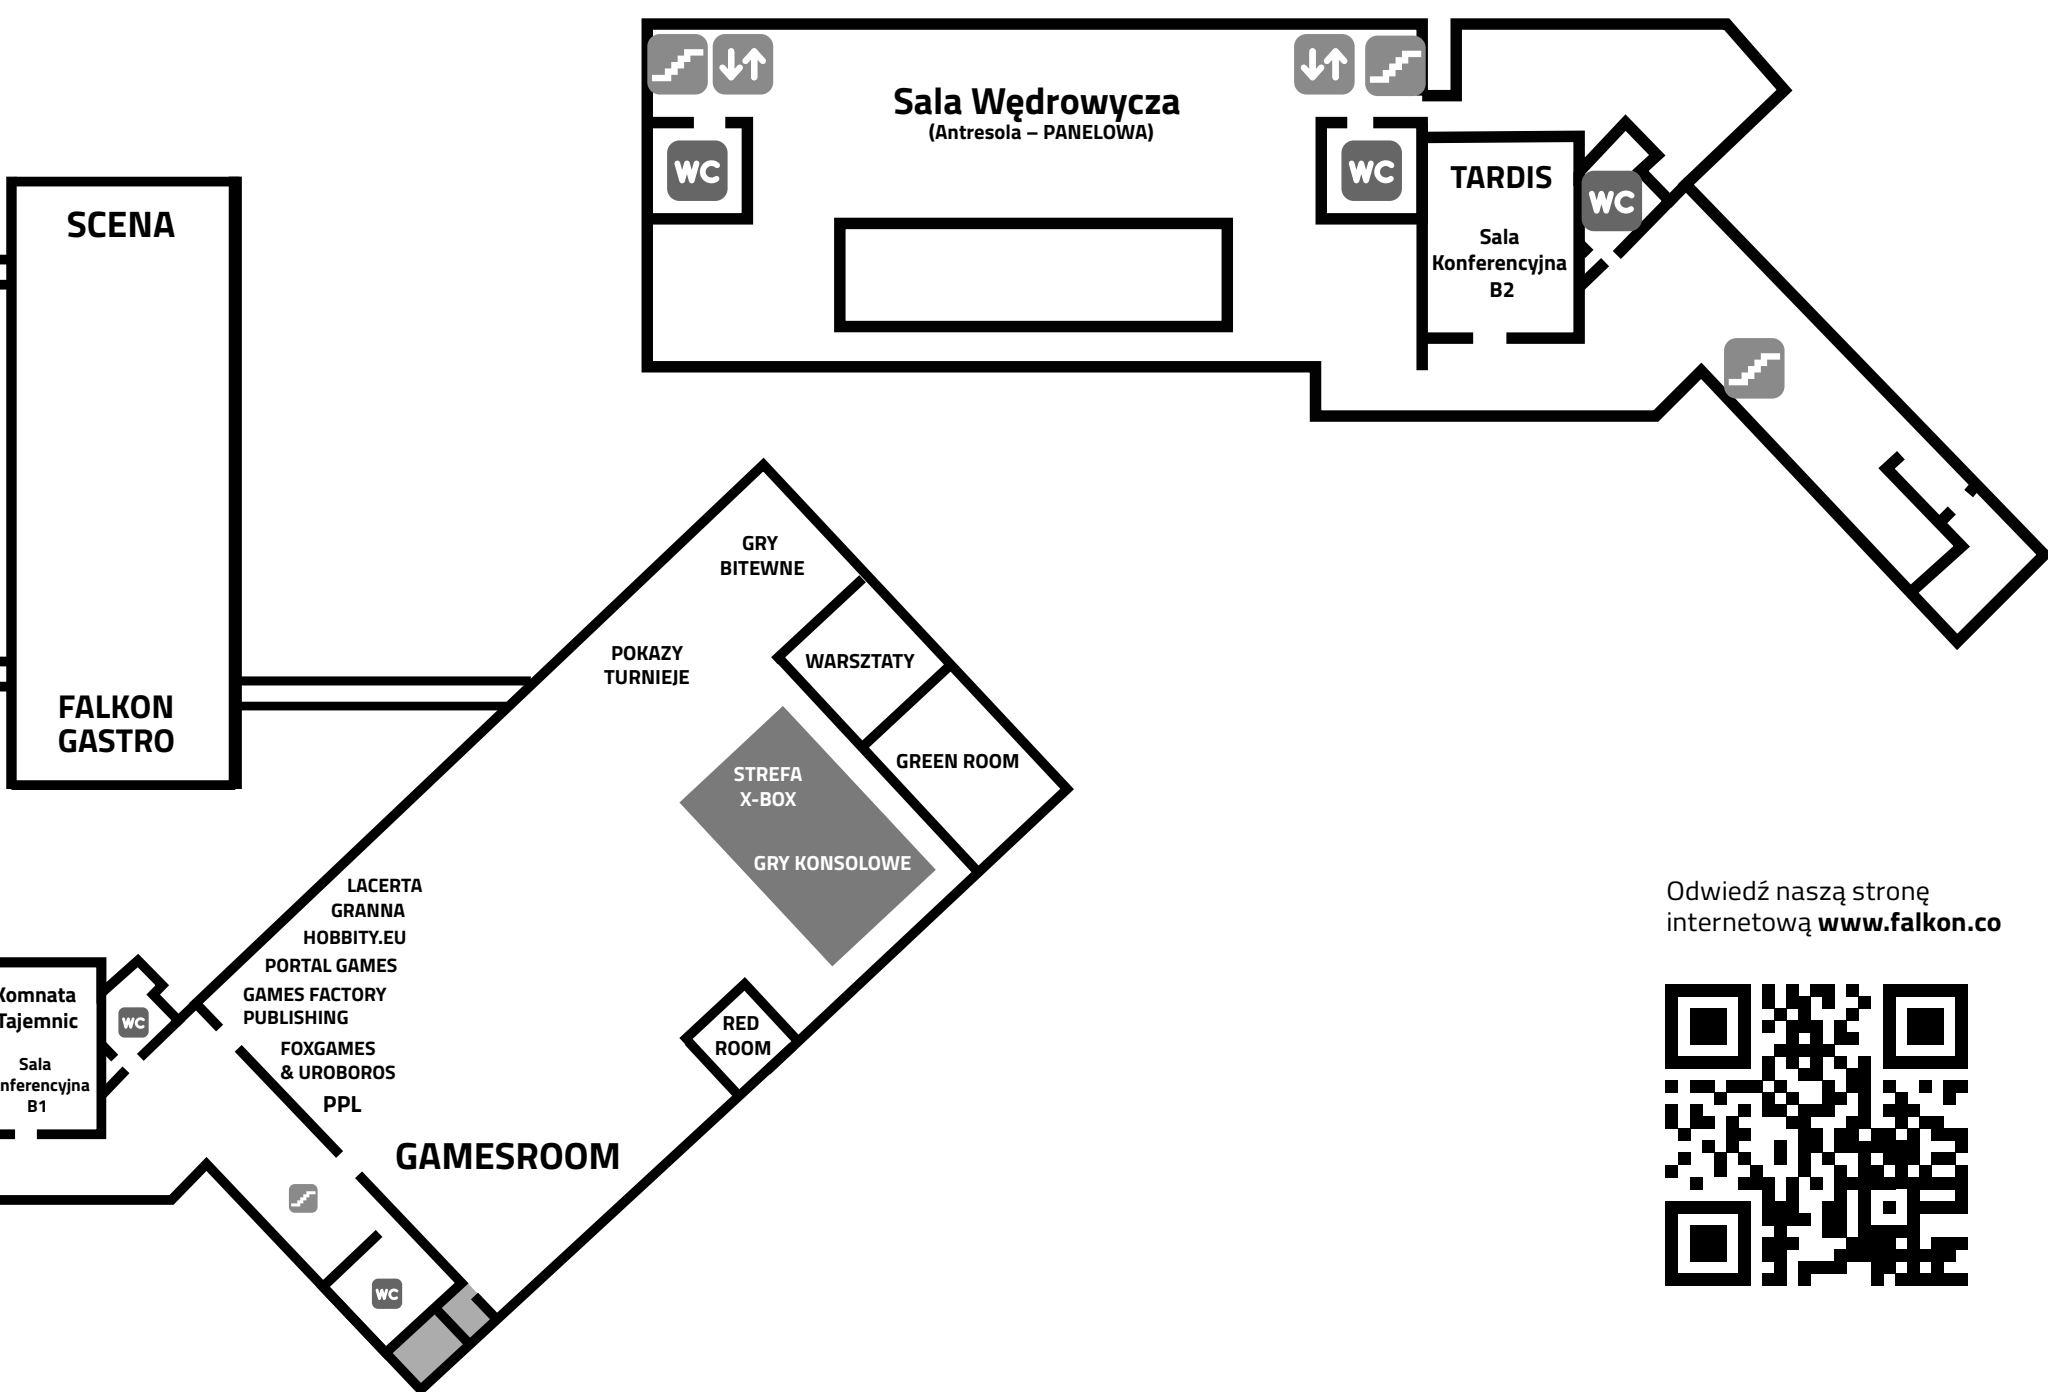 Sala Wędrowycza
(Antresola – PANELOWA)
WC
WC
TARDIS
WC
Sala
Konferencyjna
B2
SCENA
FALKON
GASTRO
GRY
BITEWNE
POKAZY
TURNIEJE
WARSZTATY
GREEN ROOM
STREFA
X-BOX
GRY KONSOLOWE
LACERTA
GRANNA
HOBBITY.EU
PORTAL GAMES
GAMES FACTORY
PUBLISHING
FOXGAMES
& UROBOROS
PPL
GAMESROOM
RED
ROOM
Komnata
Tajemnic
WC
Sala
nferencyjna
B1
WC
Odwiedź naszą stronę
internetową www.falkon.co